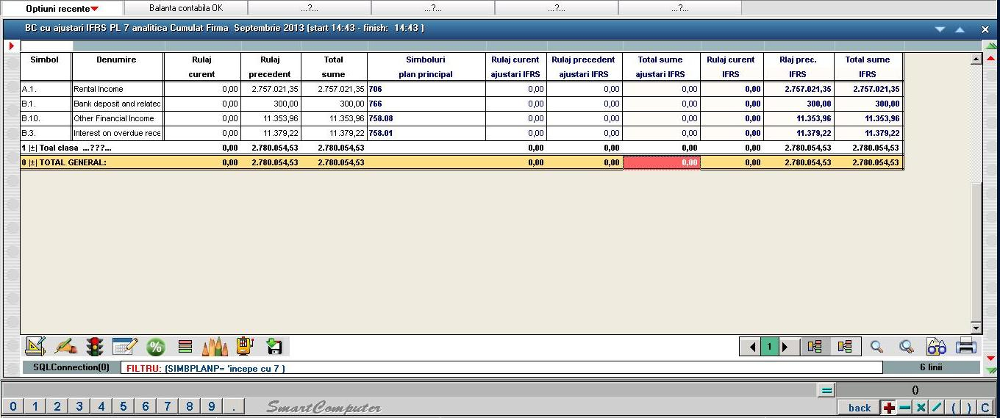 Optiuni recente Balanta contabila OK ...?... ...?... ...?... ...?...
BC cu ajustari IFRS PL 7 analitica Cumulat Firma Septembrie 2013 (start 14:43 - finish: 14:43 )
Simbol Denumire Rulaj curent Rulaj precedent Total sume Simboluri plan principal Rulaj curent ajustari IFRS Rulaj precedent ajustari IFRS Total sume ajustari IFRS Rulaj curent IFRS Rlaj prec. IFRS Total sume IFRS
A.1. Rental Income 0,00 2.757.021,35 2.757.021,35 706 0,00 0,00 0,00 0,00 2.757.021,35 2.757.021,35
B.1. Bank deposit and related 0,00 300,00 300,00 766 0,00 0,00 0,00 0,00 300,00 300,00
B.10. Other Financial Income 0,00 11.353,96 11.353,96 758.08 0,00 0,00 0,00 0,00 11.353,96 11.353,96
B.3. Interest on overdue rece 0,00 11.379,22 11.379,22 758.01 0,00 0,00 0,00 0,00 11.379,22 11.379,22
1 |±| Toal clasa ...???... 0,00 2.780.054,53 2.780.054,53 0,00 0,00 0,00 0,00 2.780.054,53 2.780.054,53
0 |±| TOTAL GENERAL: 0,00 2.780.054,53 2.780.054,53 0,00 0,00 0,00 0,00 2.780.054,53 2.780.054,53
% 1
SQLConnection(0) FILTRU: (SIMBPLANP= 'incepe cu 7 ) 6 linii
= 0
0 1 2 3 4 5 6 7 8 9 . SmartComputer back + - x / ( ) C